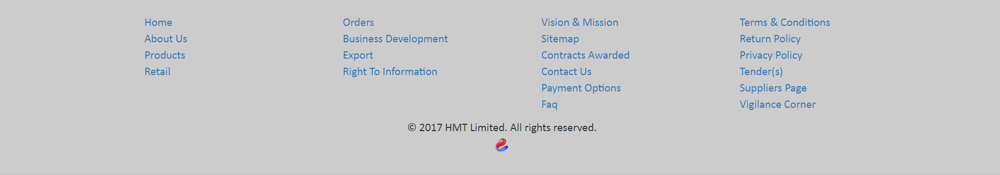 Home
About Us
Products
Retail
Orders
Business Development
Export
Right To Information
Vision & Mission
Sitemap
Contracts Awarded
Contact Us
Payment Options
Faq
Terms & Conditions
Return Policy
Privacy Policy
Tender(s)
Suppliers Page
Vigilance Corner
© 2017 HMT Limited. All rights reserved.